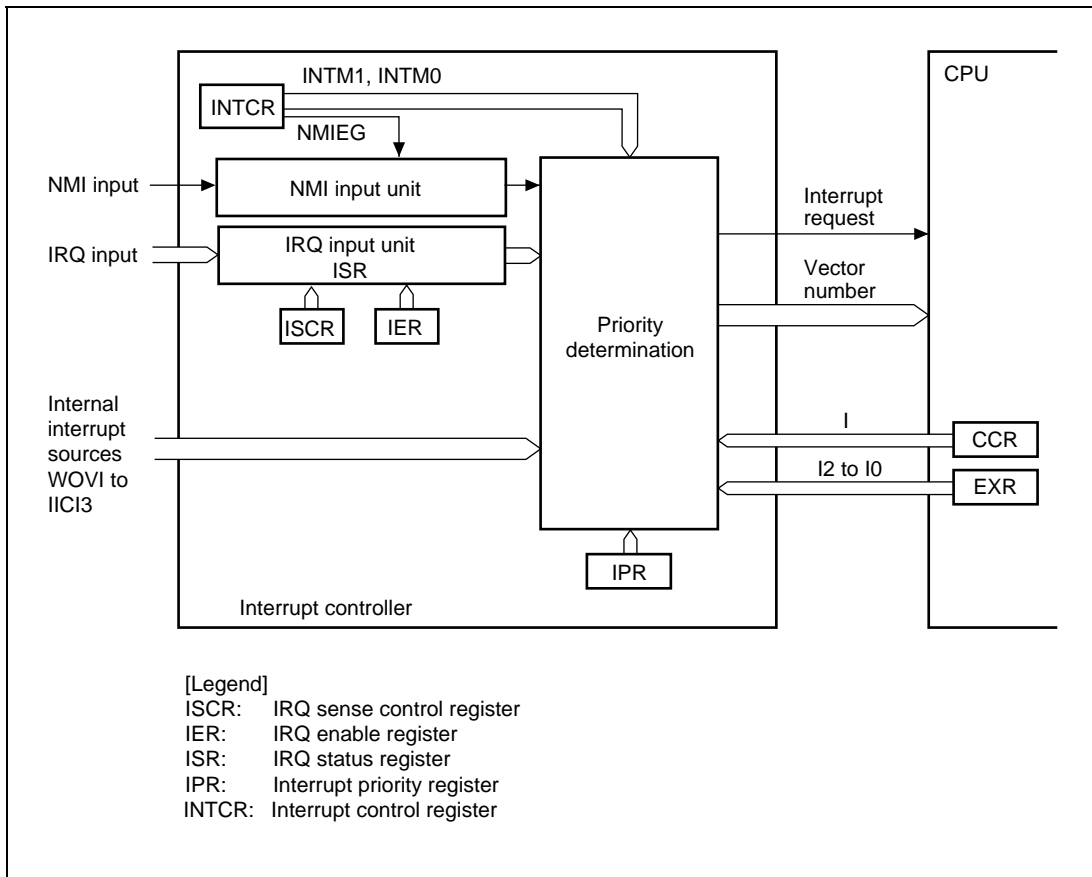 INTM1, INTM0
CPU
INTCR
NMIEG
NMI input
NMI input unit
Interrupt
request
IRQ input
IRQ input unit
ISR
Vector
number
ISCR
IER
Priority
determination
Internal
interrupt
sources
WOVI to
IICI3
I
CCR
I2 to I0
EXR
IPR
Interrupt controller
[Legend]
ISCR: IRQ sense control register
IER: IRQ enable register
ISR: IRQ status register
IPR: Interrupt priority register
INTCR: Interrupt control register